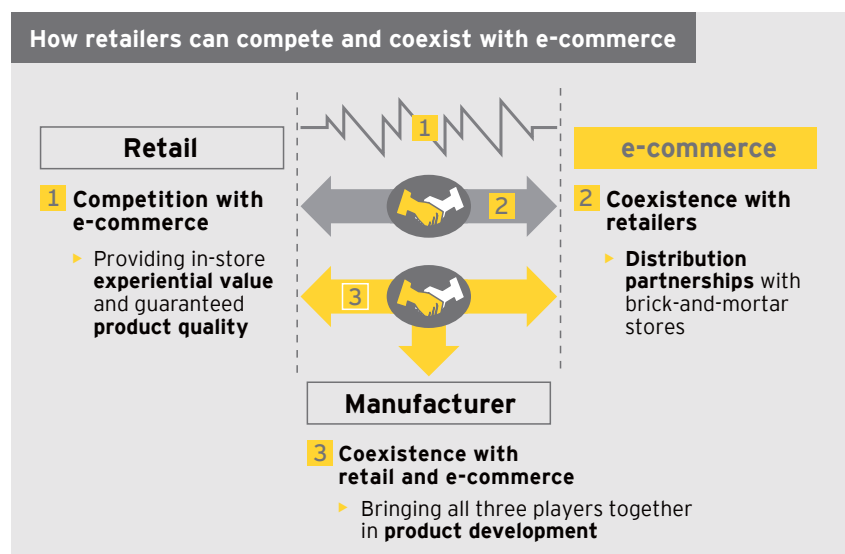 How retailers can compete and coexist with e-commerce
1
Retail
e-commerce
1 Competition with
e-commerce
▸ Providing in-store
experiential value
and guaranteed
product quality
2
3
2 Coexistence with
retailers
▸ Distribution
partnerships with
brick-and-mortar
stores
Manufacturer
3 Coexistence with
retail and e-commerce
▸ Bringing all three players together
in product development